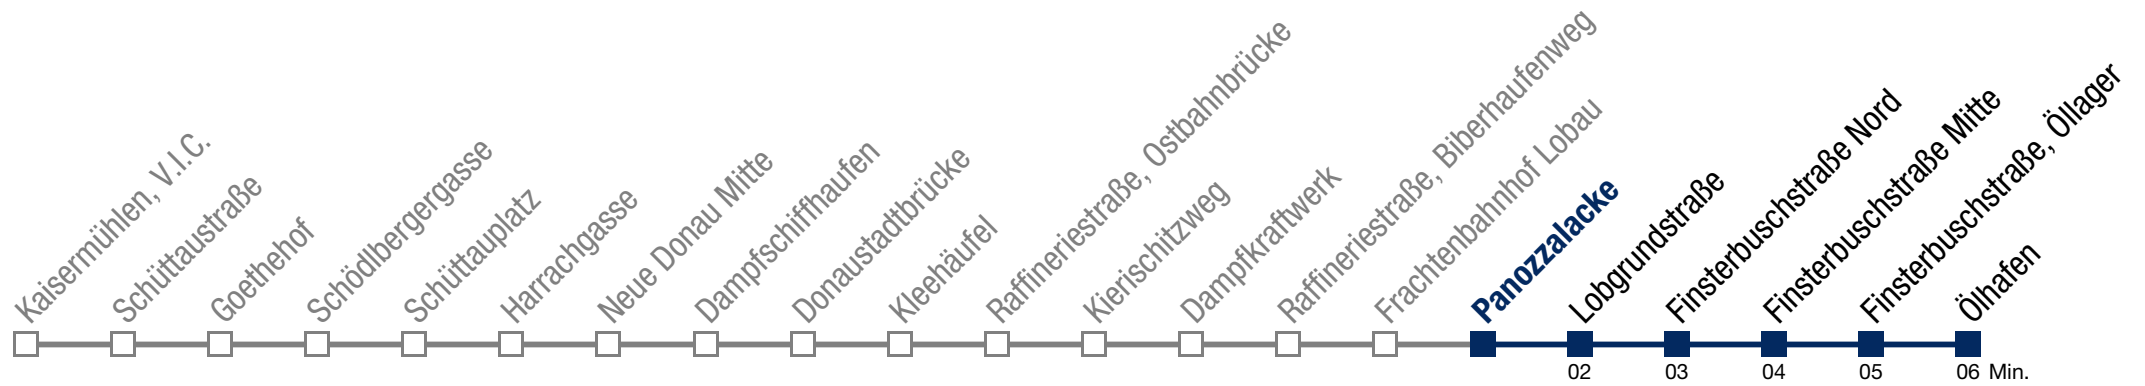 Kaisermühlen, V.I.C.
Schüttaustraße
Goethehof
Schödlbergergasse
Schüttauplatz
Harrachgasse
Neue Donau Mitte
Dampfschiffhaufen
Donaustadtbrücke
Kleehäufel
Raffineriestraße, Ostbahnbrücke
Kierischitzweg
Dampfkraftwerk
Raffineriestraße, Biberhaufenweg
Frachtenbahnhof Lobau
Panozzalacke
Lobgrundstraße
Finsterbuschstraße Nord
Finsterbuschstraße Mitte
Finsterbuschstraße, Öllager
Ölhafen
02 03 04 05 06 Min.